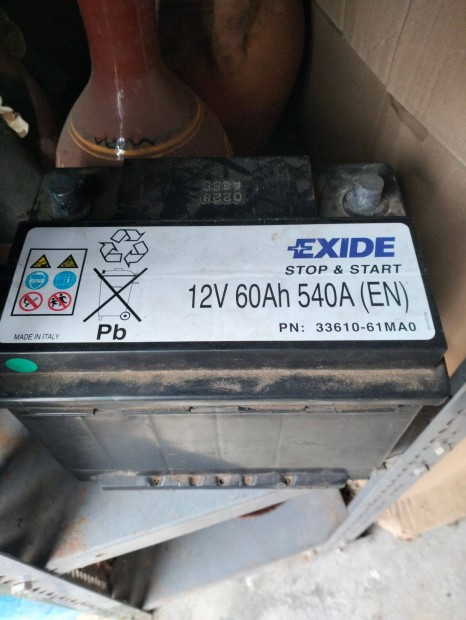 EXIDE
STOP & START
12V 60Ah 540A (EN)
PN: 33610-61MA0
Pb
MADE IN ITALY